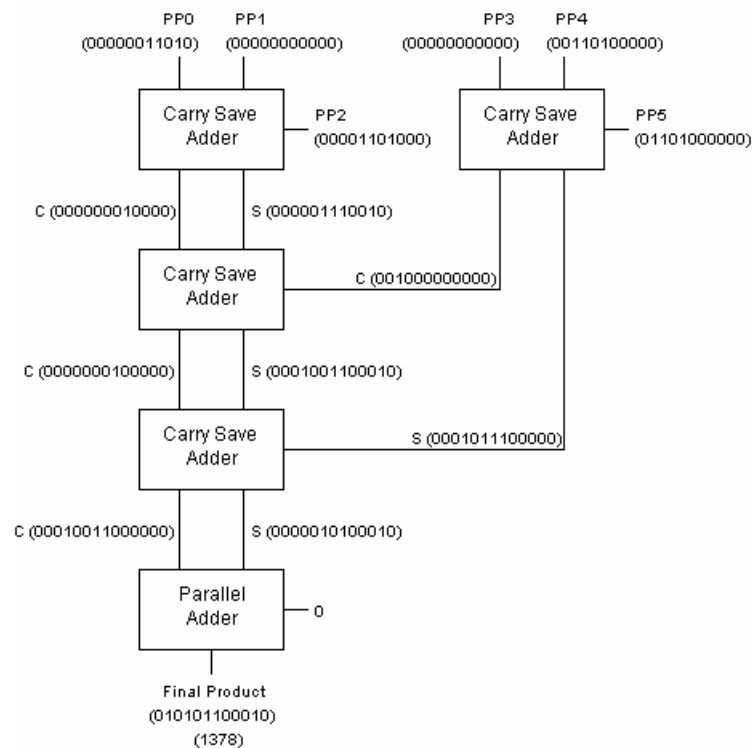 PP0 PP1 PP3 PP4
(00000011010) (00000000000) (00000000000) (00110100000)
Carry Save
Adder
PP2
(00001101000)
Carry Save
Adder
PP5
(01101000000)
C (000000010000) S (000001110010)
Carry Save
Adder
C (001000000000)
C (0000000100000) S (0001001100010)
Carry Save
Adder
S (0001011100000)
C (00010011000000) S (0000010100010)
Parallel
Adder
0
Final Product
(010101100010)
(1378)